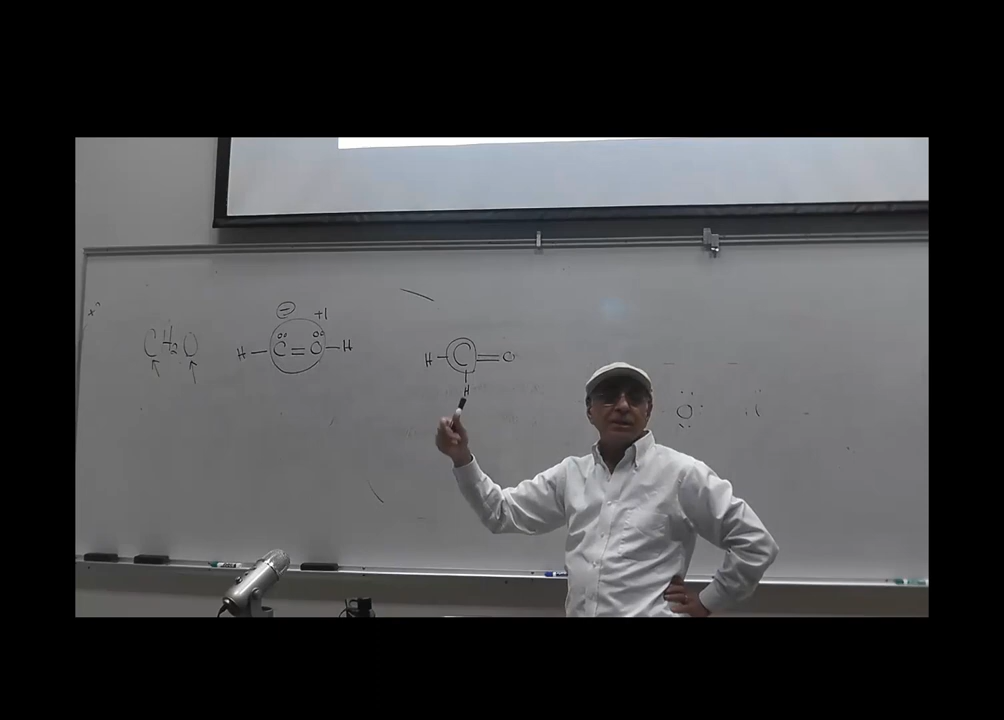 CH₂O
⊖ +1
H – C = O – H
H – C = O
H
O